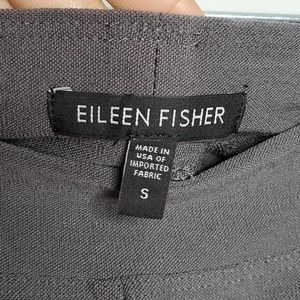 EILEEN FISHER
MADE IN
USA OF
IMPORTED
FABRIC
S